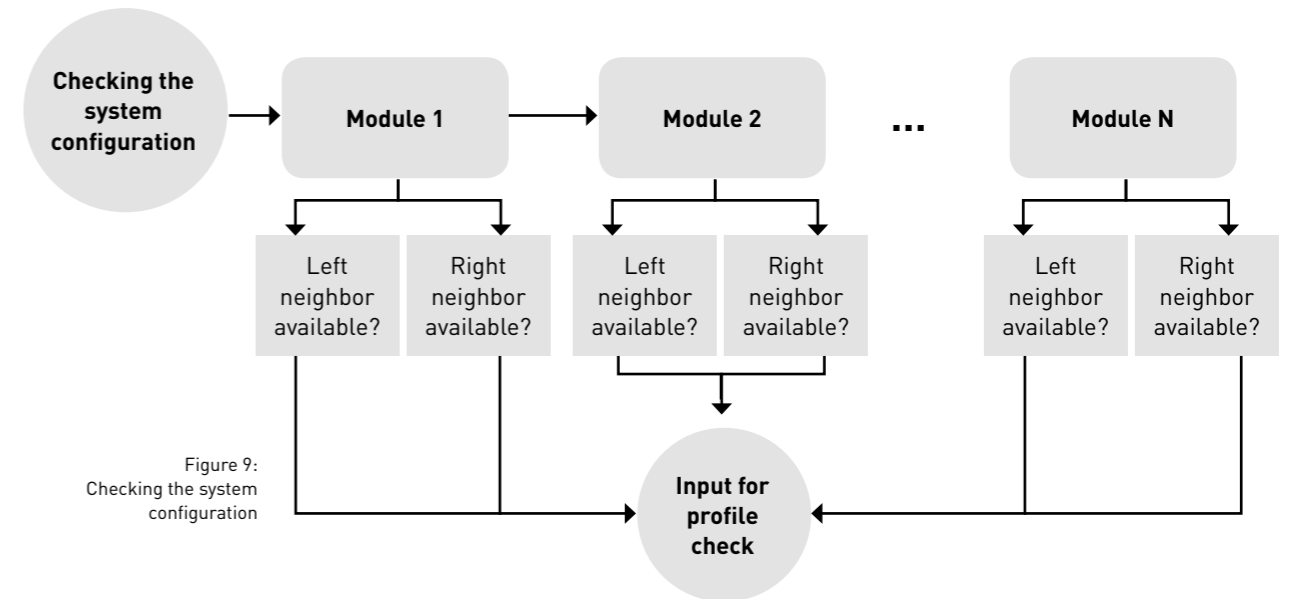 Checking the
system
configuration
Module 1
Module 2
...
Module N
Left
neighbor
available?
Right
neighbor
available?
Left
neighbor
available?
Right
neighbor
available?
Left
neighbor
available?
Right
neighbor
available?
Figure 9:
Checking the system
configuration
Input for
profile
check